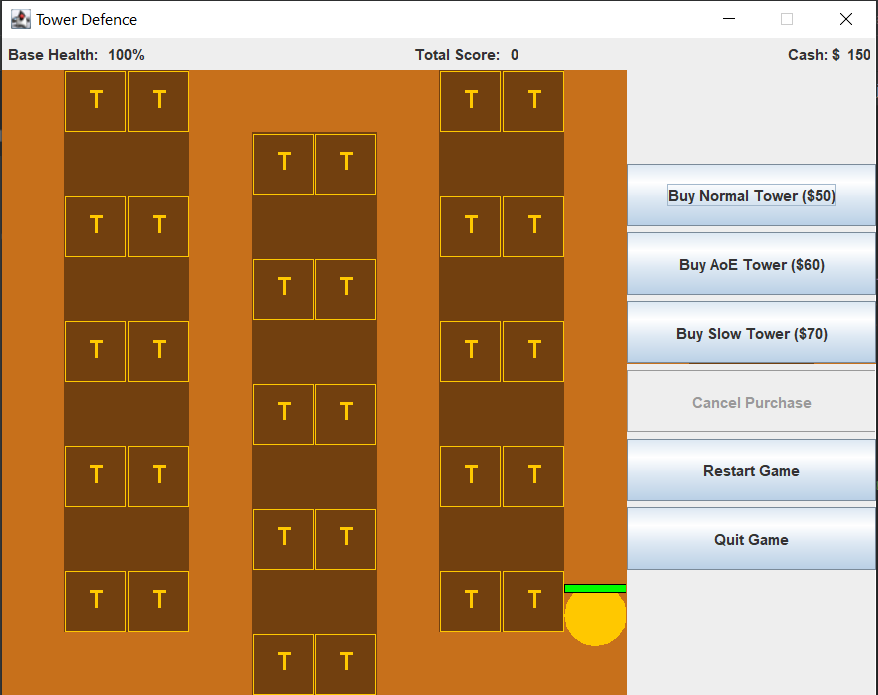 Tower Defence
Base Health: 100% Total Score: 0 Cash: $ 150
T T T T
T T
Buy Normal Tower ($50)
T T T T
Buy AoE Tower ($60)
T T
Buy Slow Tower ($70)
T T T T
Cancel Purchase
T T
Restart Game
T T T T
T T
Quit Game
T T T T
T T